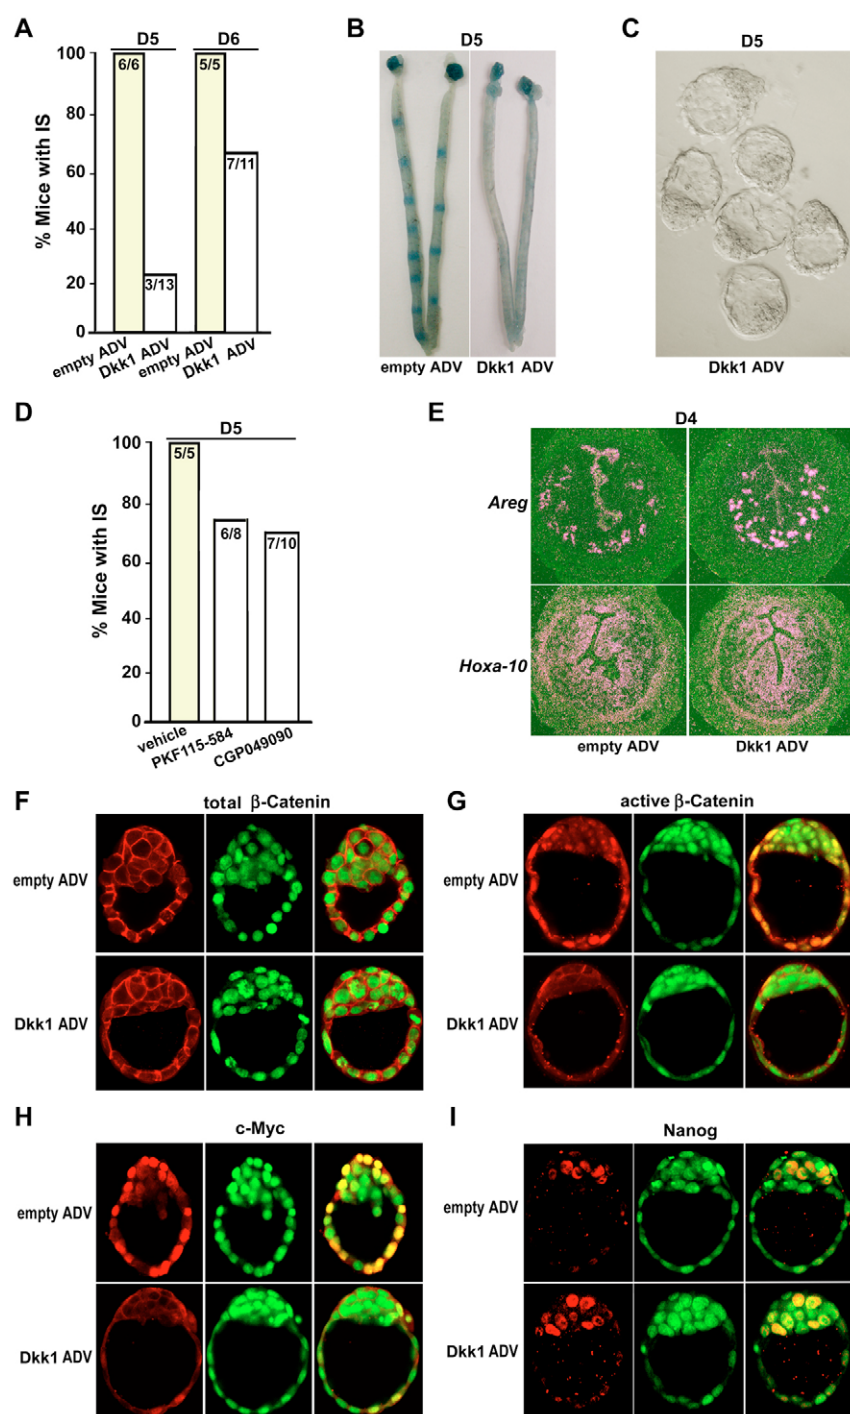 A
D5
D6
% Mice with IS
100
80
60
40
20
0
6/6
3/13
5/5
7/11
empty ADV
Dkk1 ADV
empty ADV
Dkk1 ADV
B
D5
empty ADV
Dkk1 ADV
C
D5
Dkk1 ADV
D
D5
% Mice with IS
100
80
60
40
20
0
5/5
6/8
7/10
vehicle
PKF115-584
CGP049090
E
D4
Areg
Hoxa-10
empty ADV
Dkk1 ADV
F
total β-Catenin
empty ADV
Dkk1 ADV
G
active β-Catenin
empty ADV
Dkk1 ADV
H
c-Myc
empty ADV
Dkk1 ADV
I
Nanog
empty ADV
Dkk1 ADV